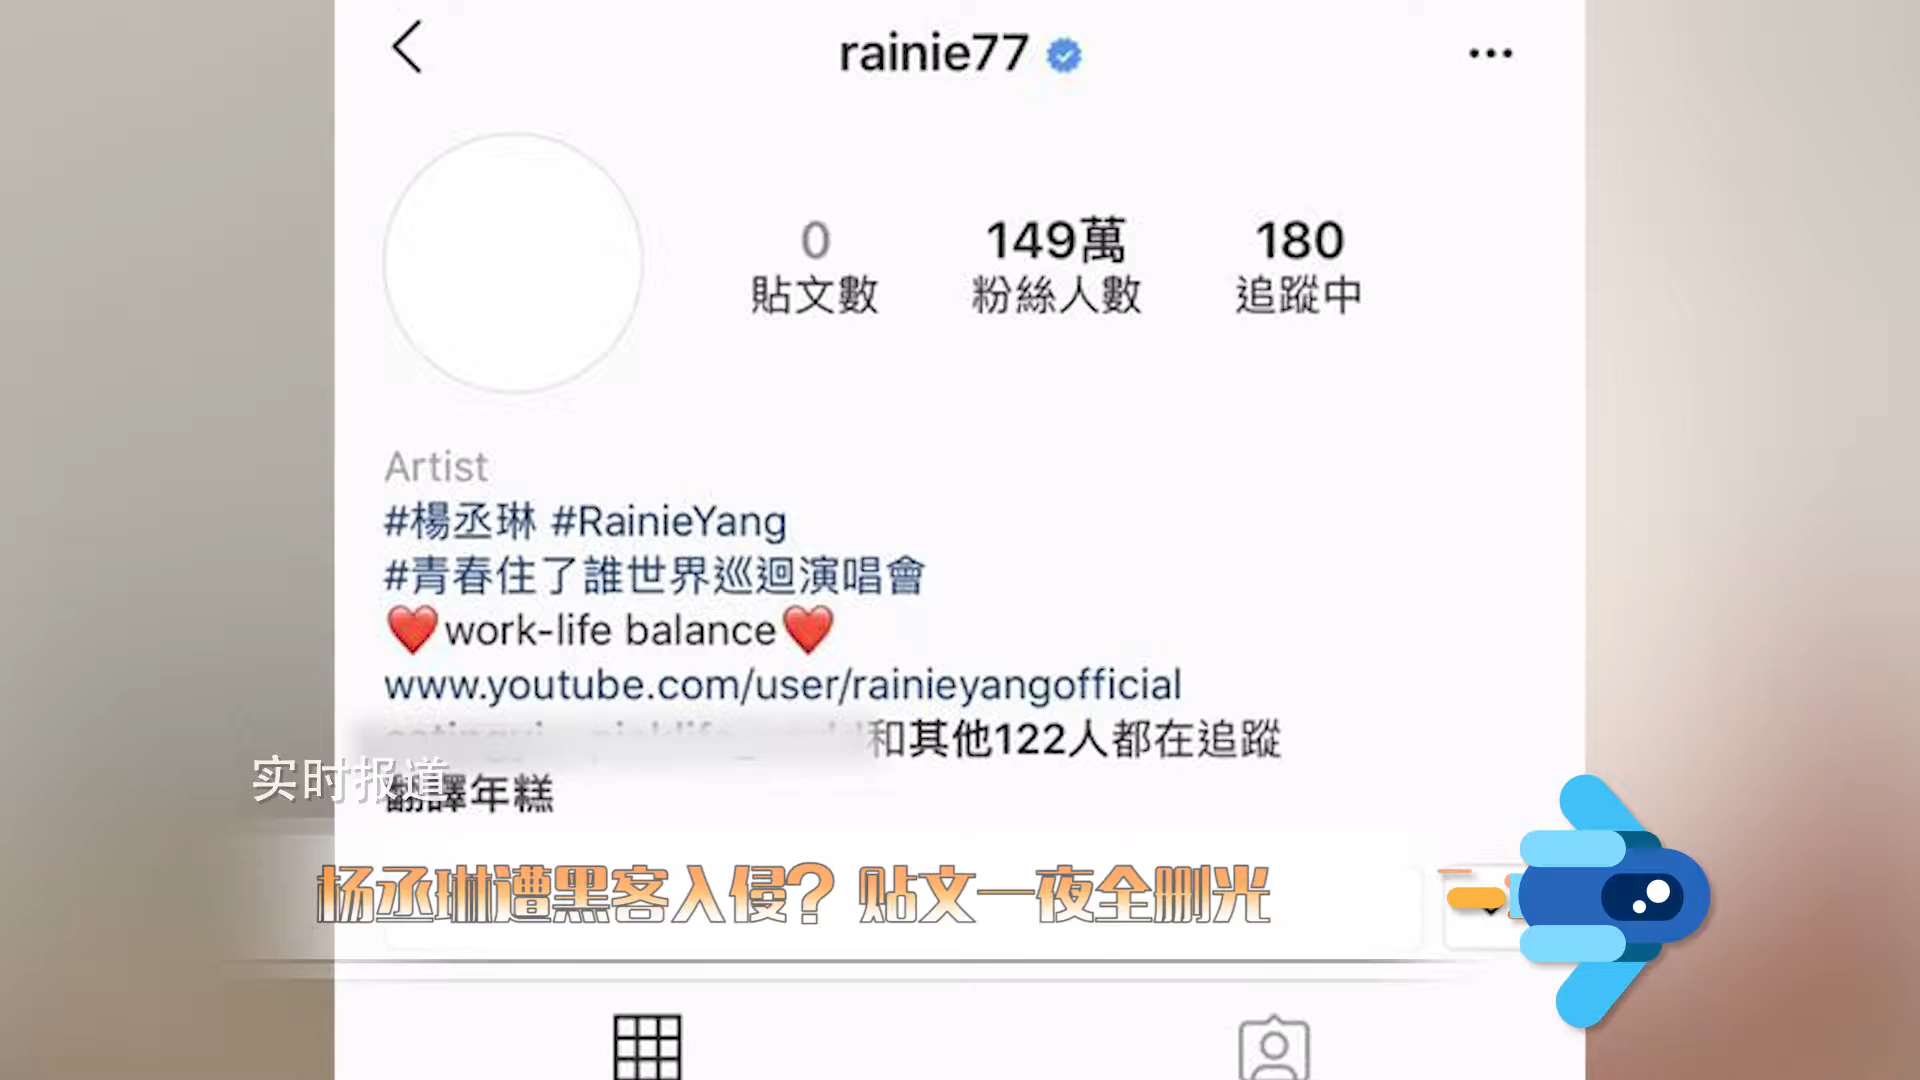 rainie77
0 149萬 180
貼文數 粉絲人數 追蹤中
Artist
#楊丞琳 #RainieYang
#青春住了誰世界巡迴演唱會
❤️work-life balance❤️
www.youtube.com/user/rainieyangofficial
和其他122人都在追蹤
翻譯年糕
实时报道
杨丞琳遭黑客入侵？贴文一夜全删光